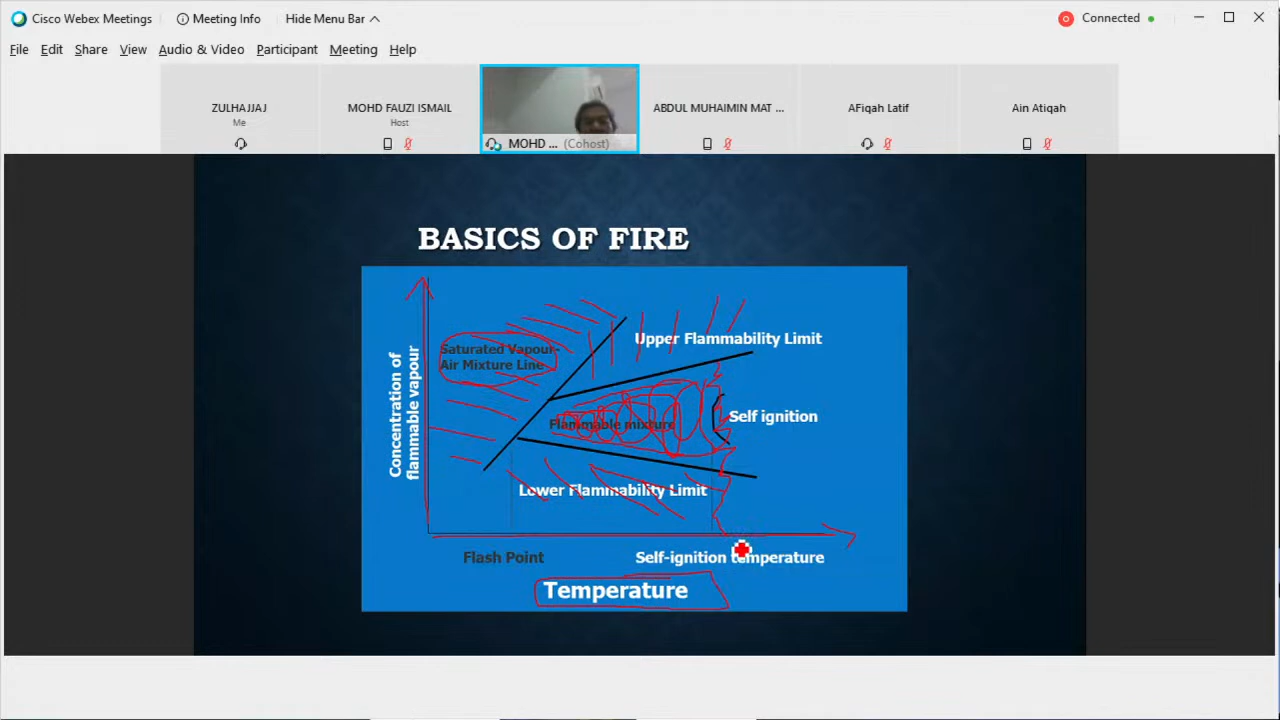 Cisco Webex Meetings
Meeting Info
Hide Menu Bar
Connected
File Edit Share View Audio & Video Participant Meeting Help
ZULHAJJAJ
Me
MOHD FAUZI ISMAIL
Host
MOHD ... (Cohost)
ABDUL MUHAIMIN MAT ...
AFiqah Latif
Ain Atiqah
BASICS OF FIRE
Concentration of
flammable vapour
Saturated Vapour-
Air Mixture Line
Upper Flammability Limit
Flammable mixture
Self ignition
Lower Flammability Limit
Flash Point
Self-ignition temperature
Temperature